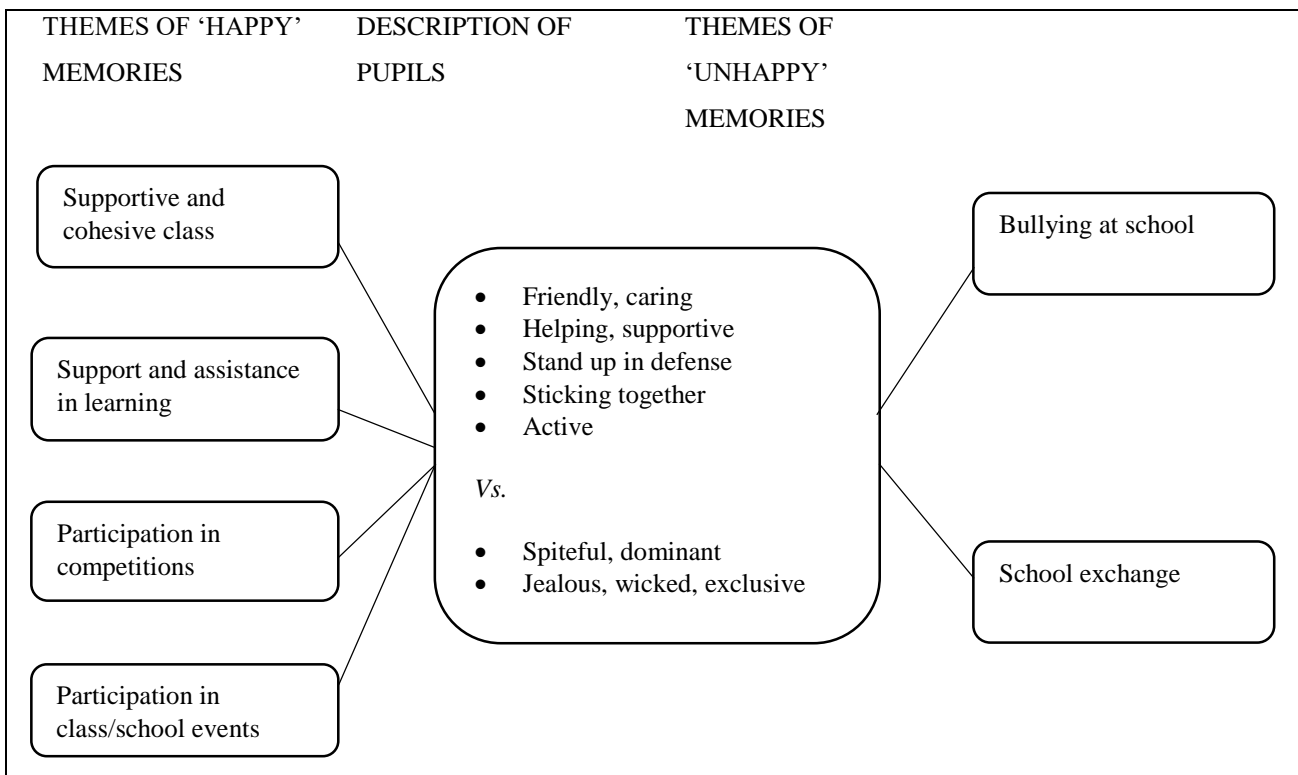 THEMES OF ‘HAPPY’
MEMORIES
DESCRIPTION OF
PUPILS
THEMES OF
‘UNHAPPY’
MEMORIES
Supportive and
cohesive class
Support and assistance
in learning
Participation in
competitions
Participation in
class/school events
• Friendly, caring
• Helping, supportive
• Stand up in defense
• Sticking together
• Active
Vs.
• Spiteful, dominant
• Jealous, wicked, exclusive
Bullying at school
School exchange